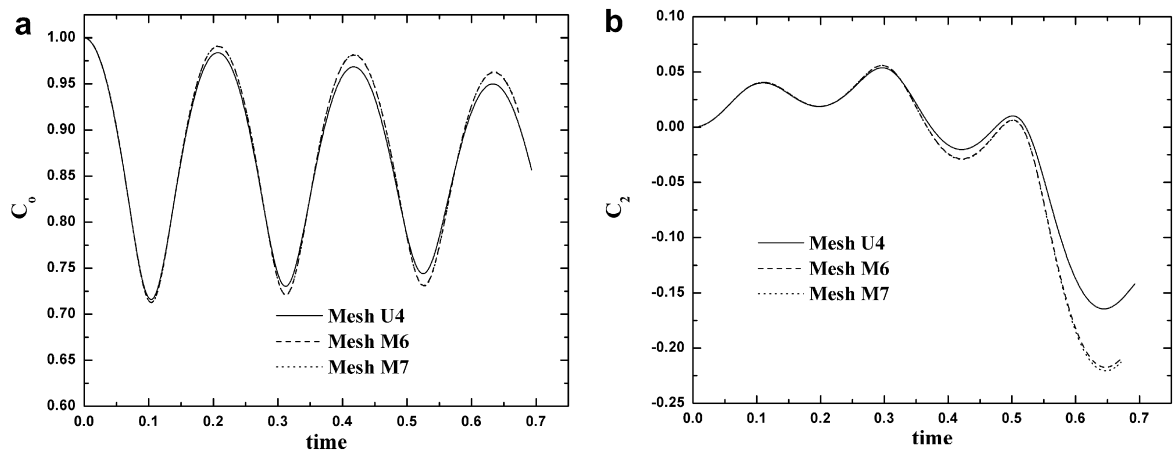 a
1.00
0.95
0.90
0.85
0.80
0.75
0.70
0.65
0.60
C₀
Mesh U4
Mesh M6
Mesh M7
0.0 0.1 0.2 0.3 0.4 0.5 0.6 0.7
time
b
0.10
0.05
0.00
-0.05
-0.10
-0.15
-0.20
-0.25
C₂
Mesh U4
Mesh M6
Mesh M7
0.0 0.1 0.2 0.3 0.4 0.5 0.6 0.7
time